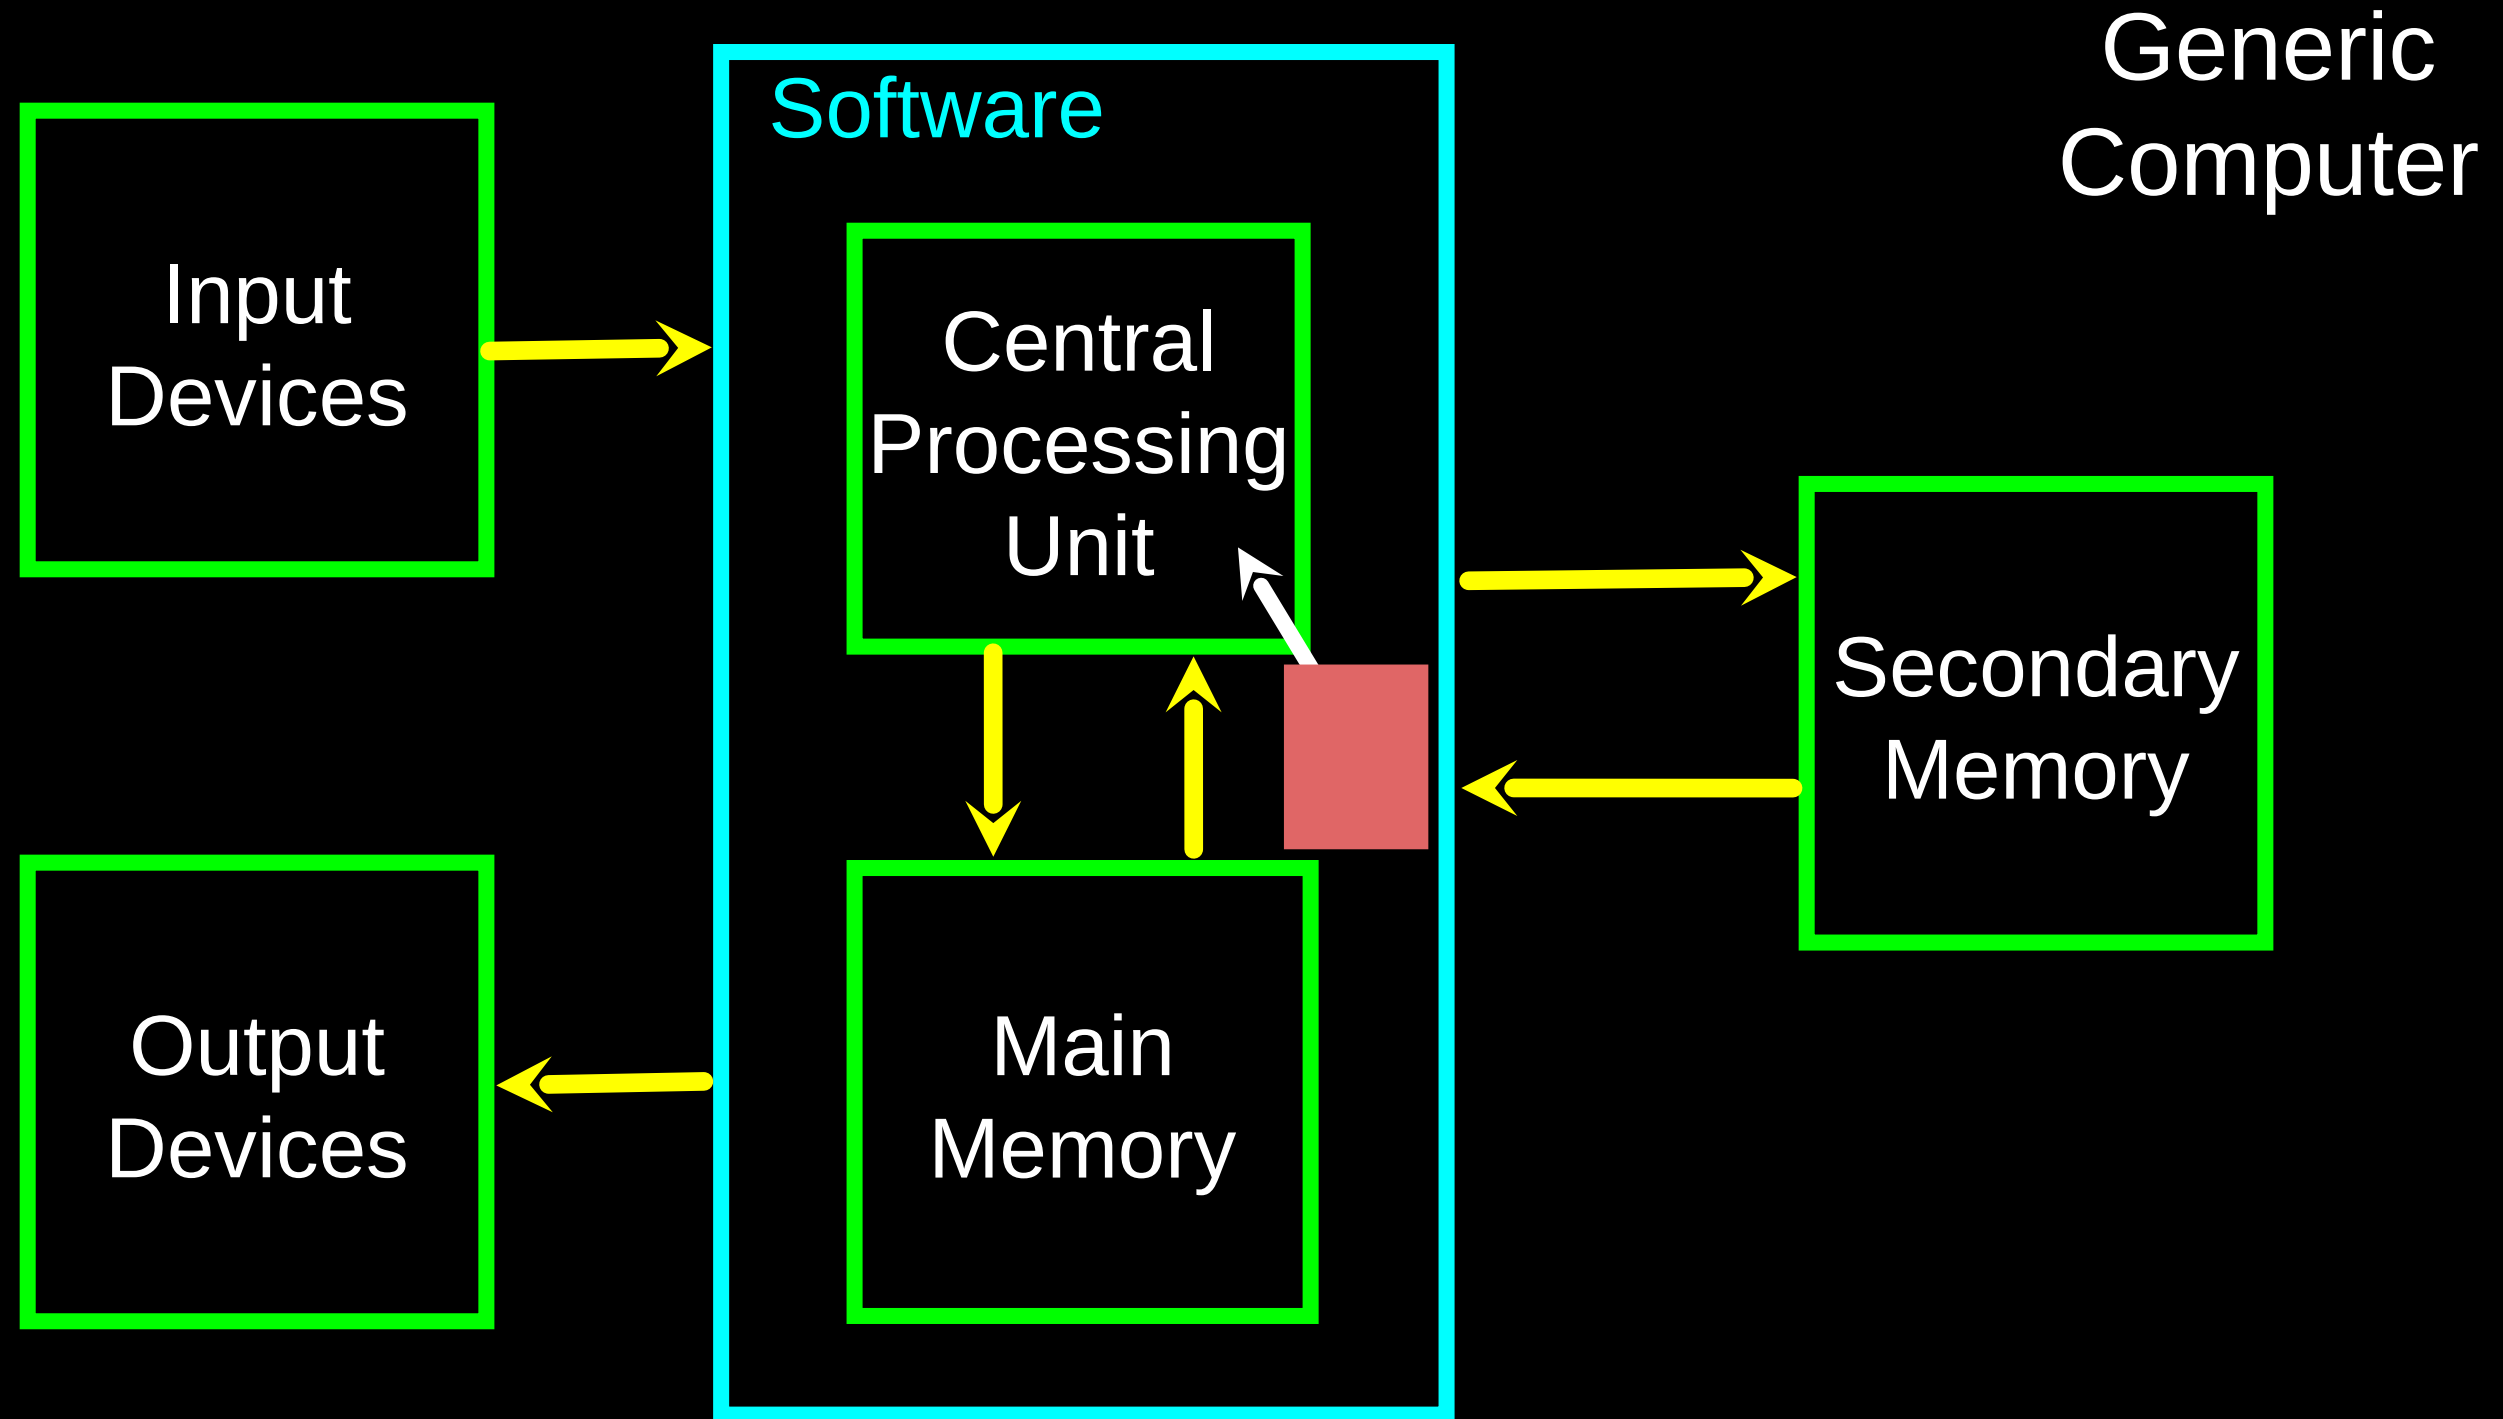 Generic
Computer
Software
Input
Devices
Central
Processing
Unit
Secondary
Memory
Output
Devices
Main
Memory